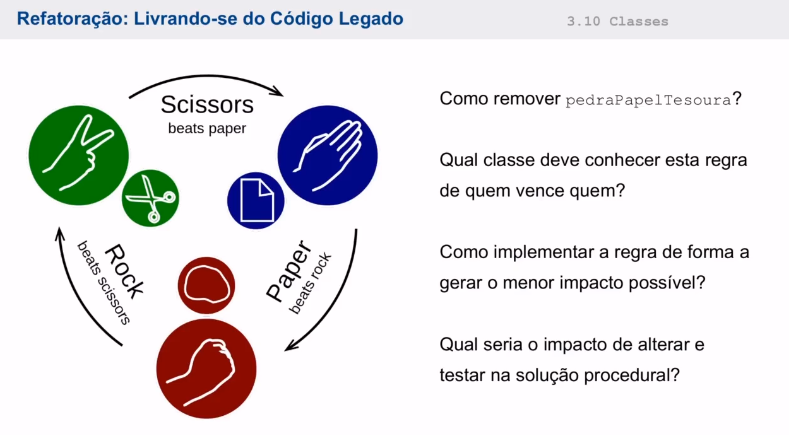 Refatoração: Livrando-se do Código Legado
3.10 Classes
Scissors
beats paper
Paper
beats rock
Rock
beats scissors
Como remover pedraPapelTesoura?
Qual classe deve conhecer esta regra
de quem vence quem?
Como implementar a regra de forma a
gerar o menor impacto possível?
Qual seria o impacto de alterar e
testar na solução procedural?